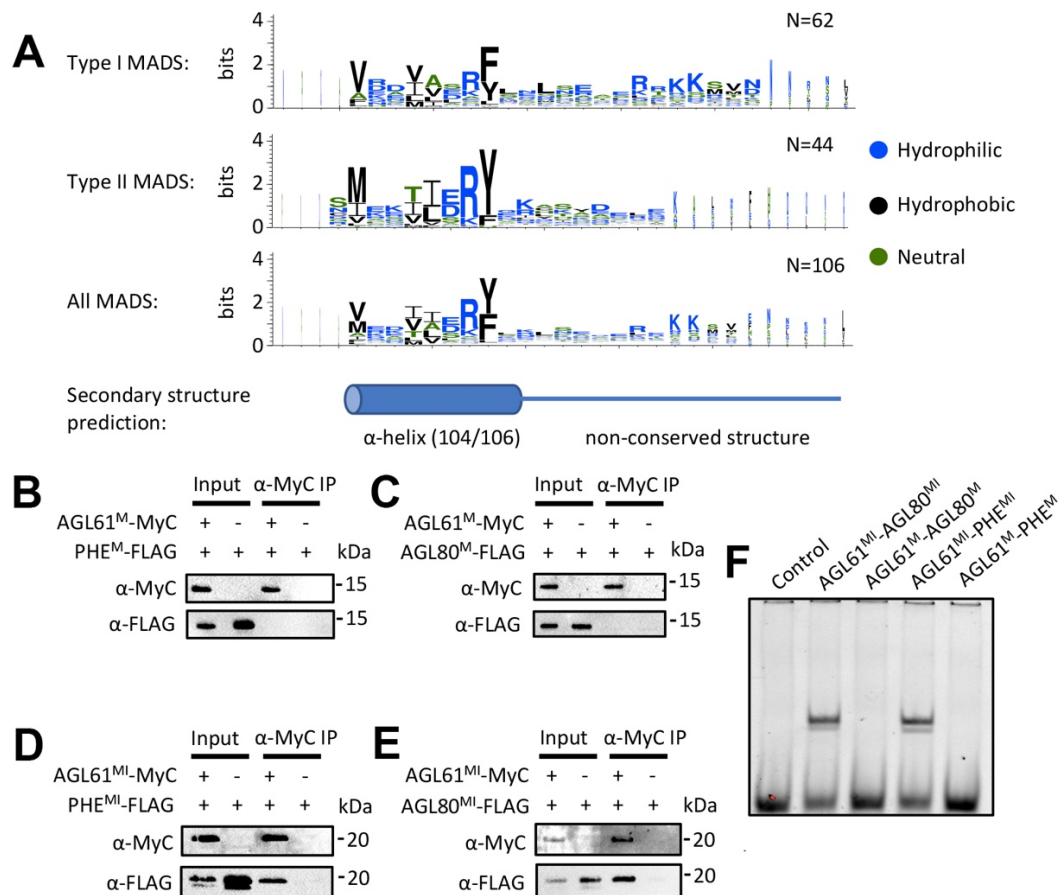 A
Type I MADS:
bits
4
2
0
N=62
Type II MADS:
bits
4
2
0
N=44
All MADS:
bits
4
2
0
N=106
Hydrophilic
Hydrophobic
Neutral
Secondary structure
prediction:
α-helix (104/106)
non-conserved structure
B
Input α-MyC IP
AGL61ᴹ-MyC + - + -
PHEᴹ-FLAG + + + + kDa
α-MyC -15
α-FLAG -15
C
Input α-MyC IP
AGL61ᴹ-MyC + - + -
AGL80ᴹ-FLAG + + + + kDa
α-MyC -15
α-FLAG -15
D
Input α-MyC IP
AGL61ᴹᴵ-MyC + - + -
PHEᴹᴵ-FLAG + + + + kDa
α-MyC -20
α-FLAG -20
E
Input α-MyC IP
AGL61ᴹᴵ-MyC + - + -
AGL80ᴹᴵ-FLAG + + + + kDa
α-MyC -20
α-FLAG -20
F
Control
AGL61ᴹᴵ-AGL80ᴹᴵ
AGL61ᴹ-AGL80ᴹ
AGL61ᴹᴵ-PHEᴹᴵ
AGL61ᴹ-PHEᴹ